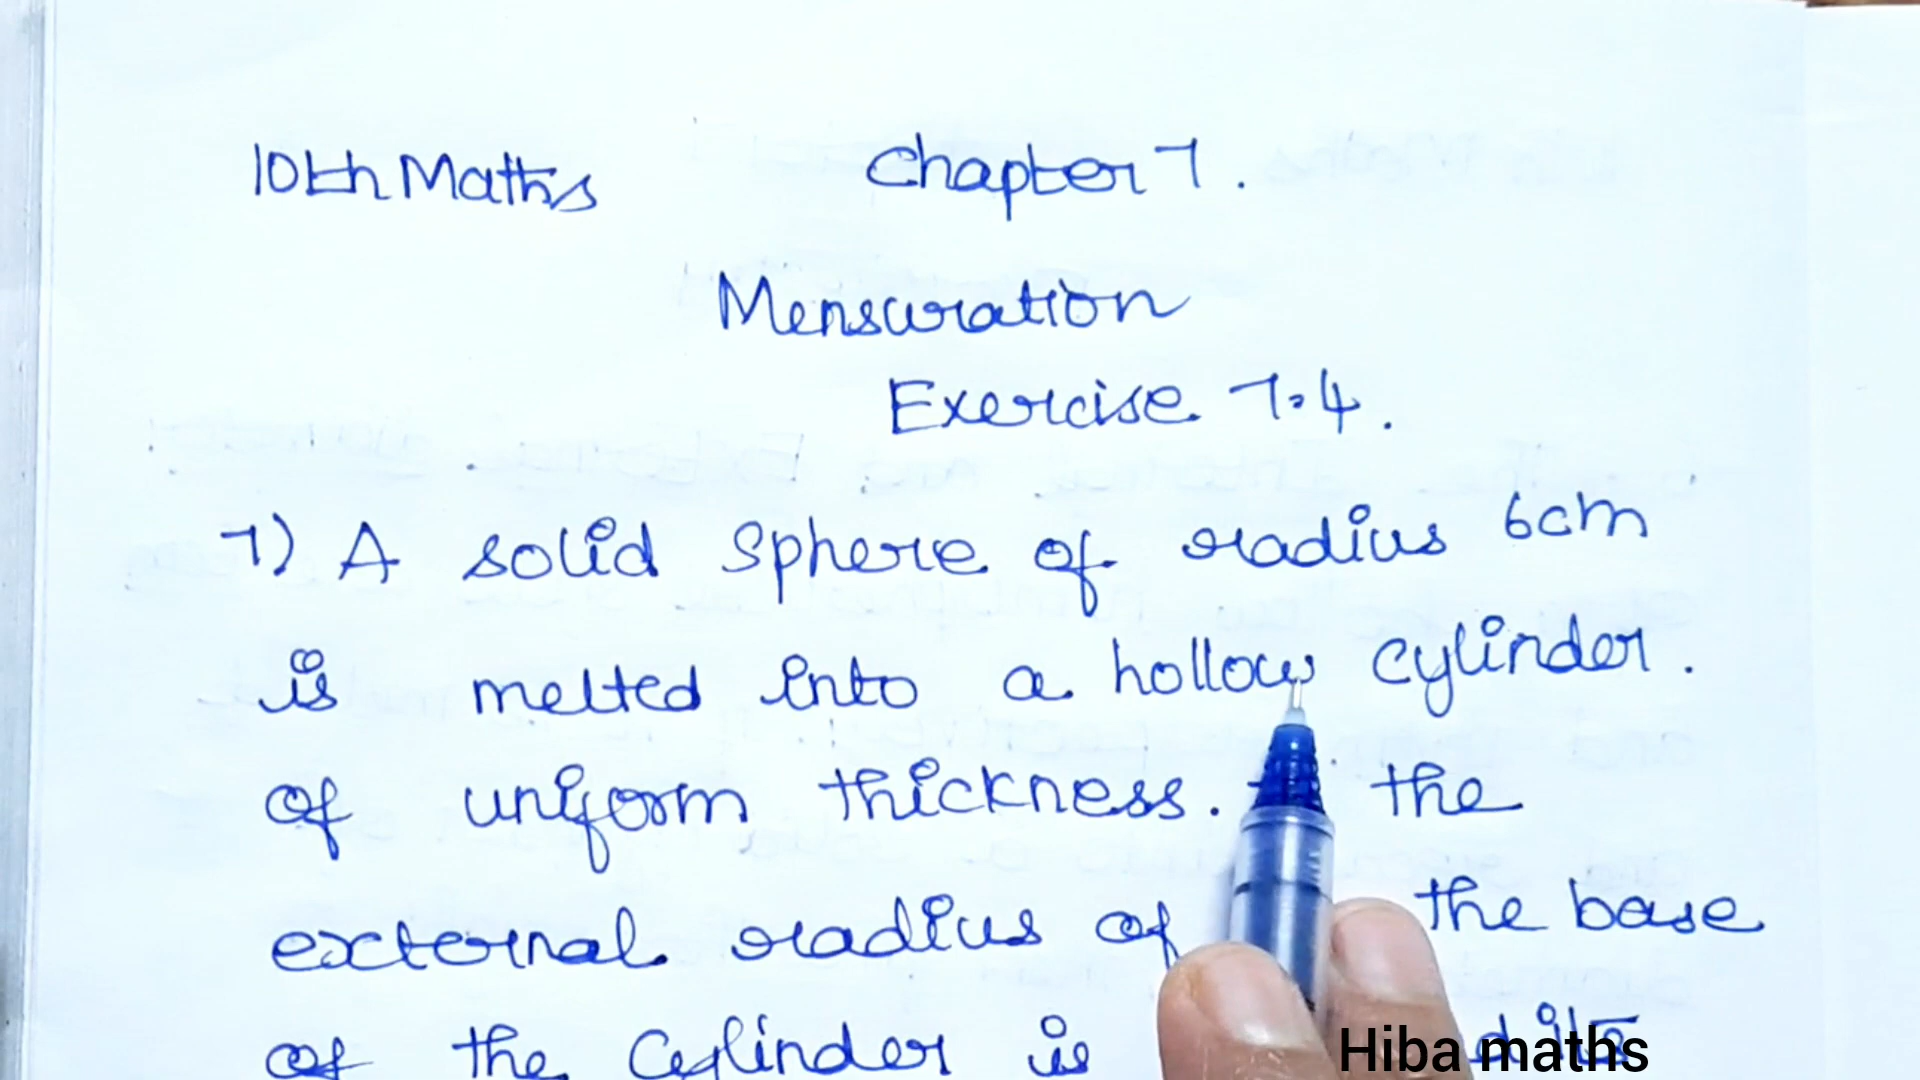 10th Maths Chapter 7.
Mensuration
Exercise 7.4.
7) A solid sphere of radius 6cm
is melted into a hollow cylinder.
of uniform thickness. the
external radius of the base
of the Cylinder is
Hiba maths